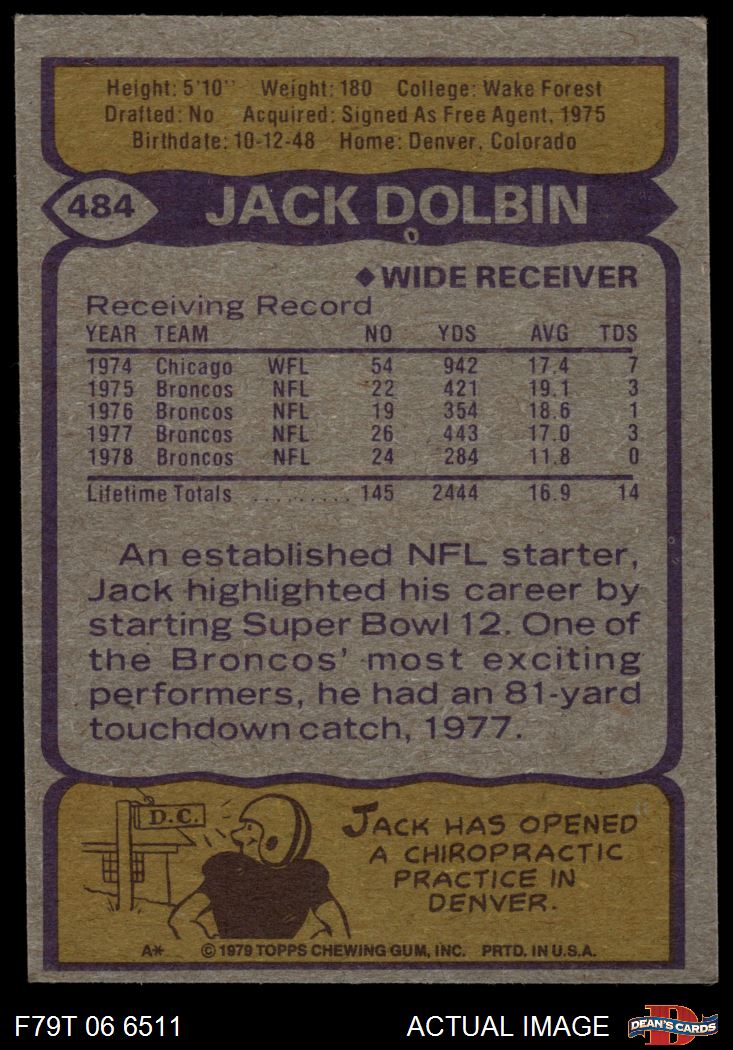 Height: 5'10" Weight: 180 College: Wake Forest
Drafted: No Acquired: Signed As Free Agent, 1975
Birthdate: 10-12-48 Home: Denver, Colorado
484 JACK DOLBIN
◆ WIDE RECEIVER
Receiving Record
YEAR TEAM NO YDS AVG TDS
1974 Chicago WFL 54 942 17.4 7
1975 Broncos NFL 22 421 19.1 3
1976 Broncos NFL 19 354 18.6 1
1977 Broncos NFL 26 443 17.0 3
1978 Broncos NFL 24 284 11.8 0
Lifetime Totals .......... 145 2444 16.9 14
An established NFL starter,
Jack highlighted his career by
starting Super Bowl 12. One of
the Broncos' most exciting
performers, he had an 81-yard
touchdown catch, 1977.
D.C.
JACK HAS OPENED
A CHIROPRACTIC
PRACTICE IN
DENVER.
A* © 1979 TOPPS CHEWING GUM, INC. PRTD. IN U.S.A.
F79T 06 6511 ACTUAL IMAGE DEAN'S CARDS